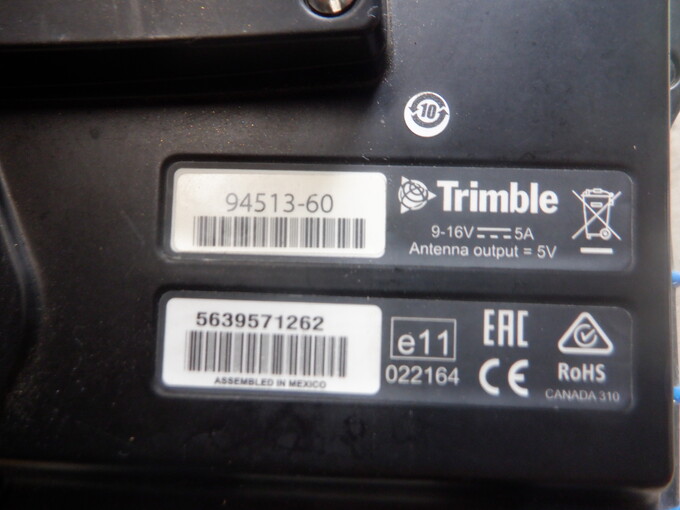 10
94513-60
Trimble
9-16V ⎓ 5A
Antenna output = 5V
5639571262
ASSEMBLED IN MEXICO
e11
022164
EAC
CE
RoHS
CANADA 310